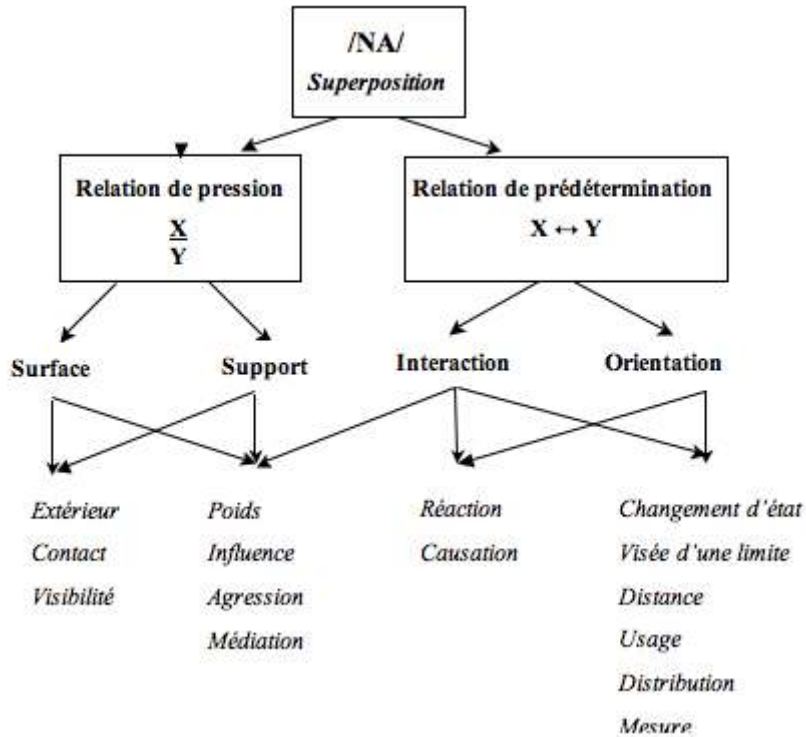 /NA/
Superposition
Relation de pression
X
Y
Relation de prédétermination
X ↔ Y
Surface
Support
Interaction
Orientation
Extérieur
Contact
Visibilité
Poids
Influence
Agression
Médiation
Réaction
Causation
Changement d'état
Visée d'une limite
Distance
Usage
Distribution
Mesure